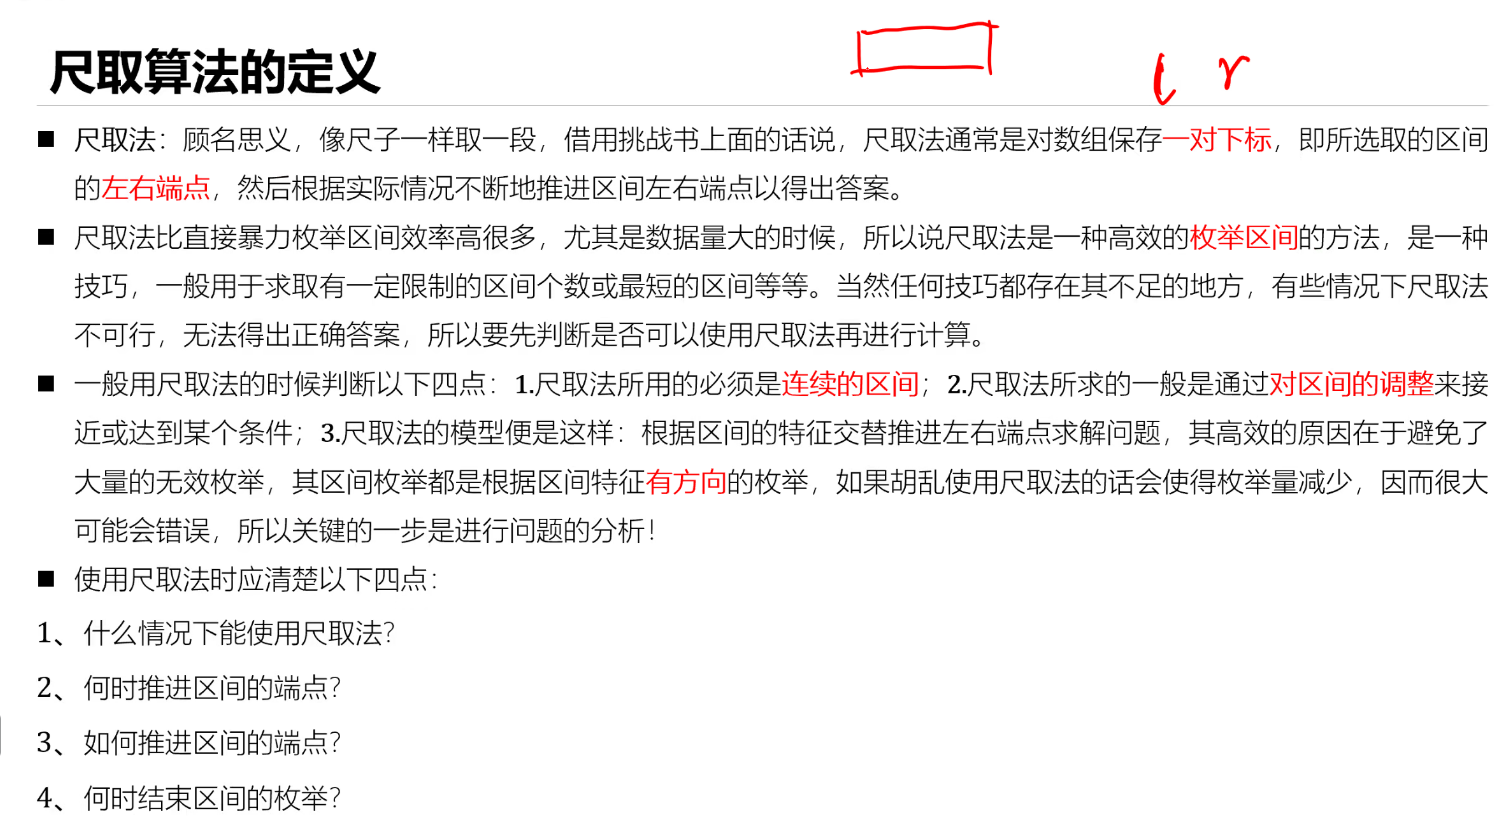 l r
尺取算法的定义
■ 尺取法：顾名思义，像尺子一样取一段，借用挑战书上面的话说，尺取法通常是对数组保存一对下标，即所选取的区间
的左右端点，然后根据实际情况不断地推进区间左右端点以得出答案。
■ 尺取法比直接暴力枚举区间效率高很多，尤其是数据量大的时候，所以说尺取法是一种高效的枚举区间的方法，是一种
技巧，一般用于求取有一定限制的区间个数或最短的区间等等。当然任何技巧都存在其不足的地方，有些情况下尺取法
不可行，无法得出正确答案，所以要先判断是否可以使用尺取法再进行计算。
■ 一般用尺取法的时候判断以下四点：1.尺取法所用的必须是连续的区间；2.尺取法所求的一般是通过对区间的调整来接
近或达到某个条件；3.尺取法的模型便是这样：根据区间的特征交替推进左右端点求解问题，其高效的原因在于避免了
大量的无效枚举，其区间枚举都是根据区间特征有方向的枚举，如果胡乱使用尺取法的话会使得枚举量减少，因而很大
可能会错误，所以关键的一步是进行问题的分析！
■ 使用尺取法时应清楚以下四点：
1、什么情况下能使用尺取法？
2、何时推进区间的端点？
3、如何推进区间的端点？
4、何时结束区间的枚举？